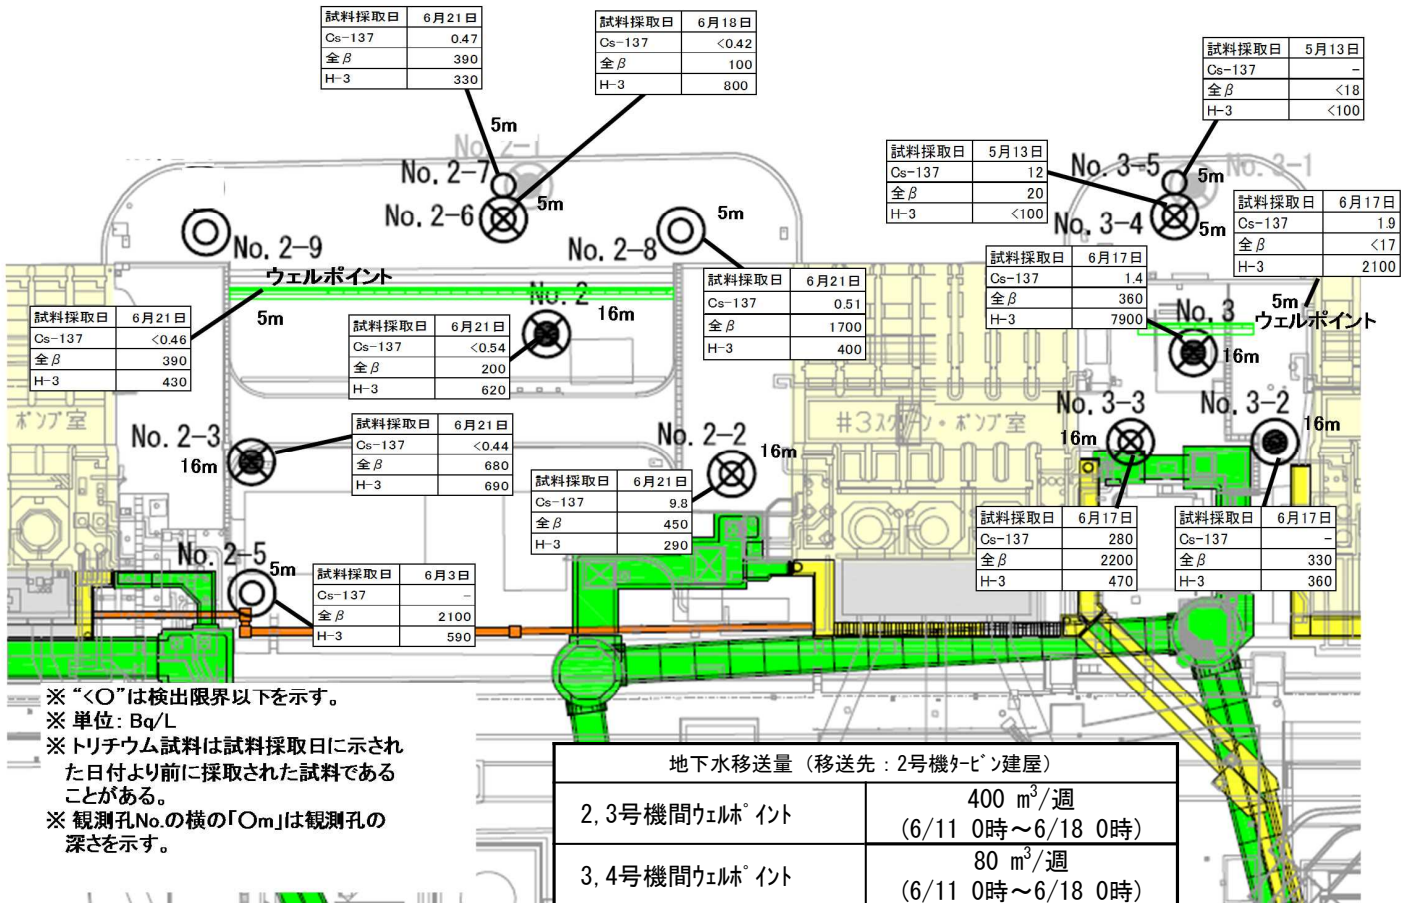 試料採取日 6月21日
Cs-137 0.47
全β 390
H-3 330
試料採取日 6月18日
Cs-137 <0.42
全β 100
H-3 800
試料採取日 5月13日
Cs-137 -
全β <18
H-3 <100
5m
No. 2-1
No. 2-7
No. 2-6
5m
試料採取日 5月13日
Cs-137 12
全β 20
H-3 <100
No. 3-5
5m
No. 3-1
No. 3-4
5m
試料採取日 6月17日
Cs-137 1.9
全β <17
H-3 2100
No. 2-9
No. 2-8
5m
ウェルポイント
5m
試料採取日 6月21日
Cs-137 <0.46
全β 390
H-3 430
No. 2
16m
試料採取日 6月21日
Cs-137 <0.54
全β 200
H-3 620
試料採取日 6月21日
Cs-137 0.51
全β 1700
H-3 400
試料採取日 6月17日
Cs-137 1.4
全β 360
H-3 7900
No. 3
5m
ウェルポイント
16m
ポンプ室
No. 2-3
16m
試料採取日 6月21日
Cs-137 <0.44
全β 680
H-3 690
No. 2-2
16m
試料採取日 6月21日
Cs-137 9.8
全β 450
H-3 290
#3スクリーン・ポンプ室
No. 3-3
16m
No. 3-2
16m
試料採取日 6月17日
Cs-137 280
全β 2200
H-3 470
試料採取日 6月17日
Cs-137 -
全β 330
H-3 360
No. 2-5
5m
試料採取日 6月3日
Cs-137 -
全β 2100
H-3 590
※ “<○”は検出限界以下を示す。
※ 単位: Bq/L
※ トリチウム試料は試料採取日に示され
た日付より前に採取された試料である
ことがある。
※ 観測孔No.の横の「○m」は観測孔の
深さを示す。
地下水移送量 (移送先:2号機タービン建屋)
2,3号機間ウェルポイント 400 m³/週
(6/11 0時～6/18 0時)
3,4号機間ウェルポイント 80 m³/週
(6/11 0時～6/18 0時)